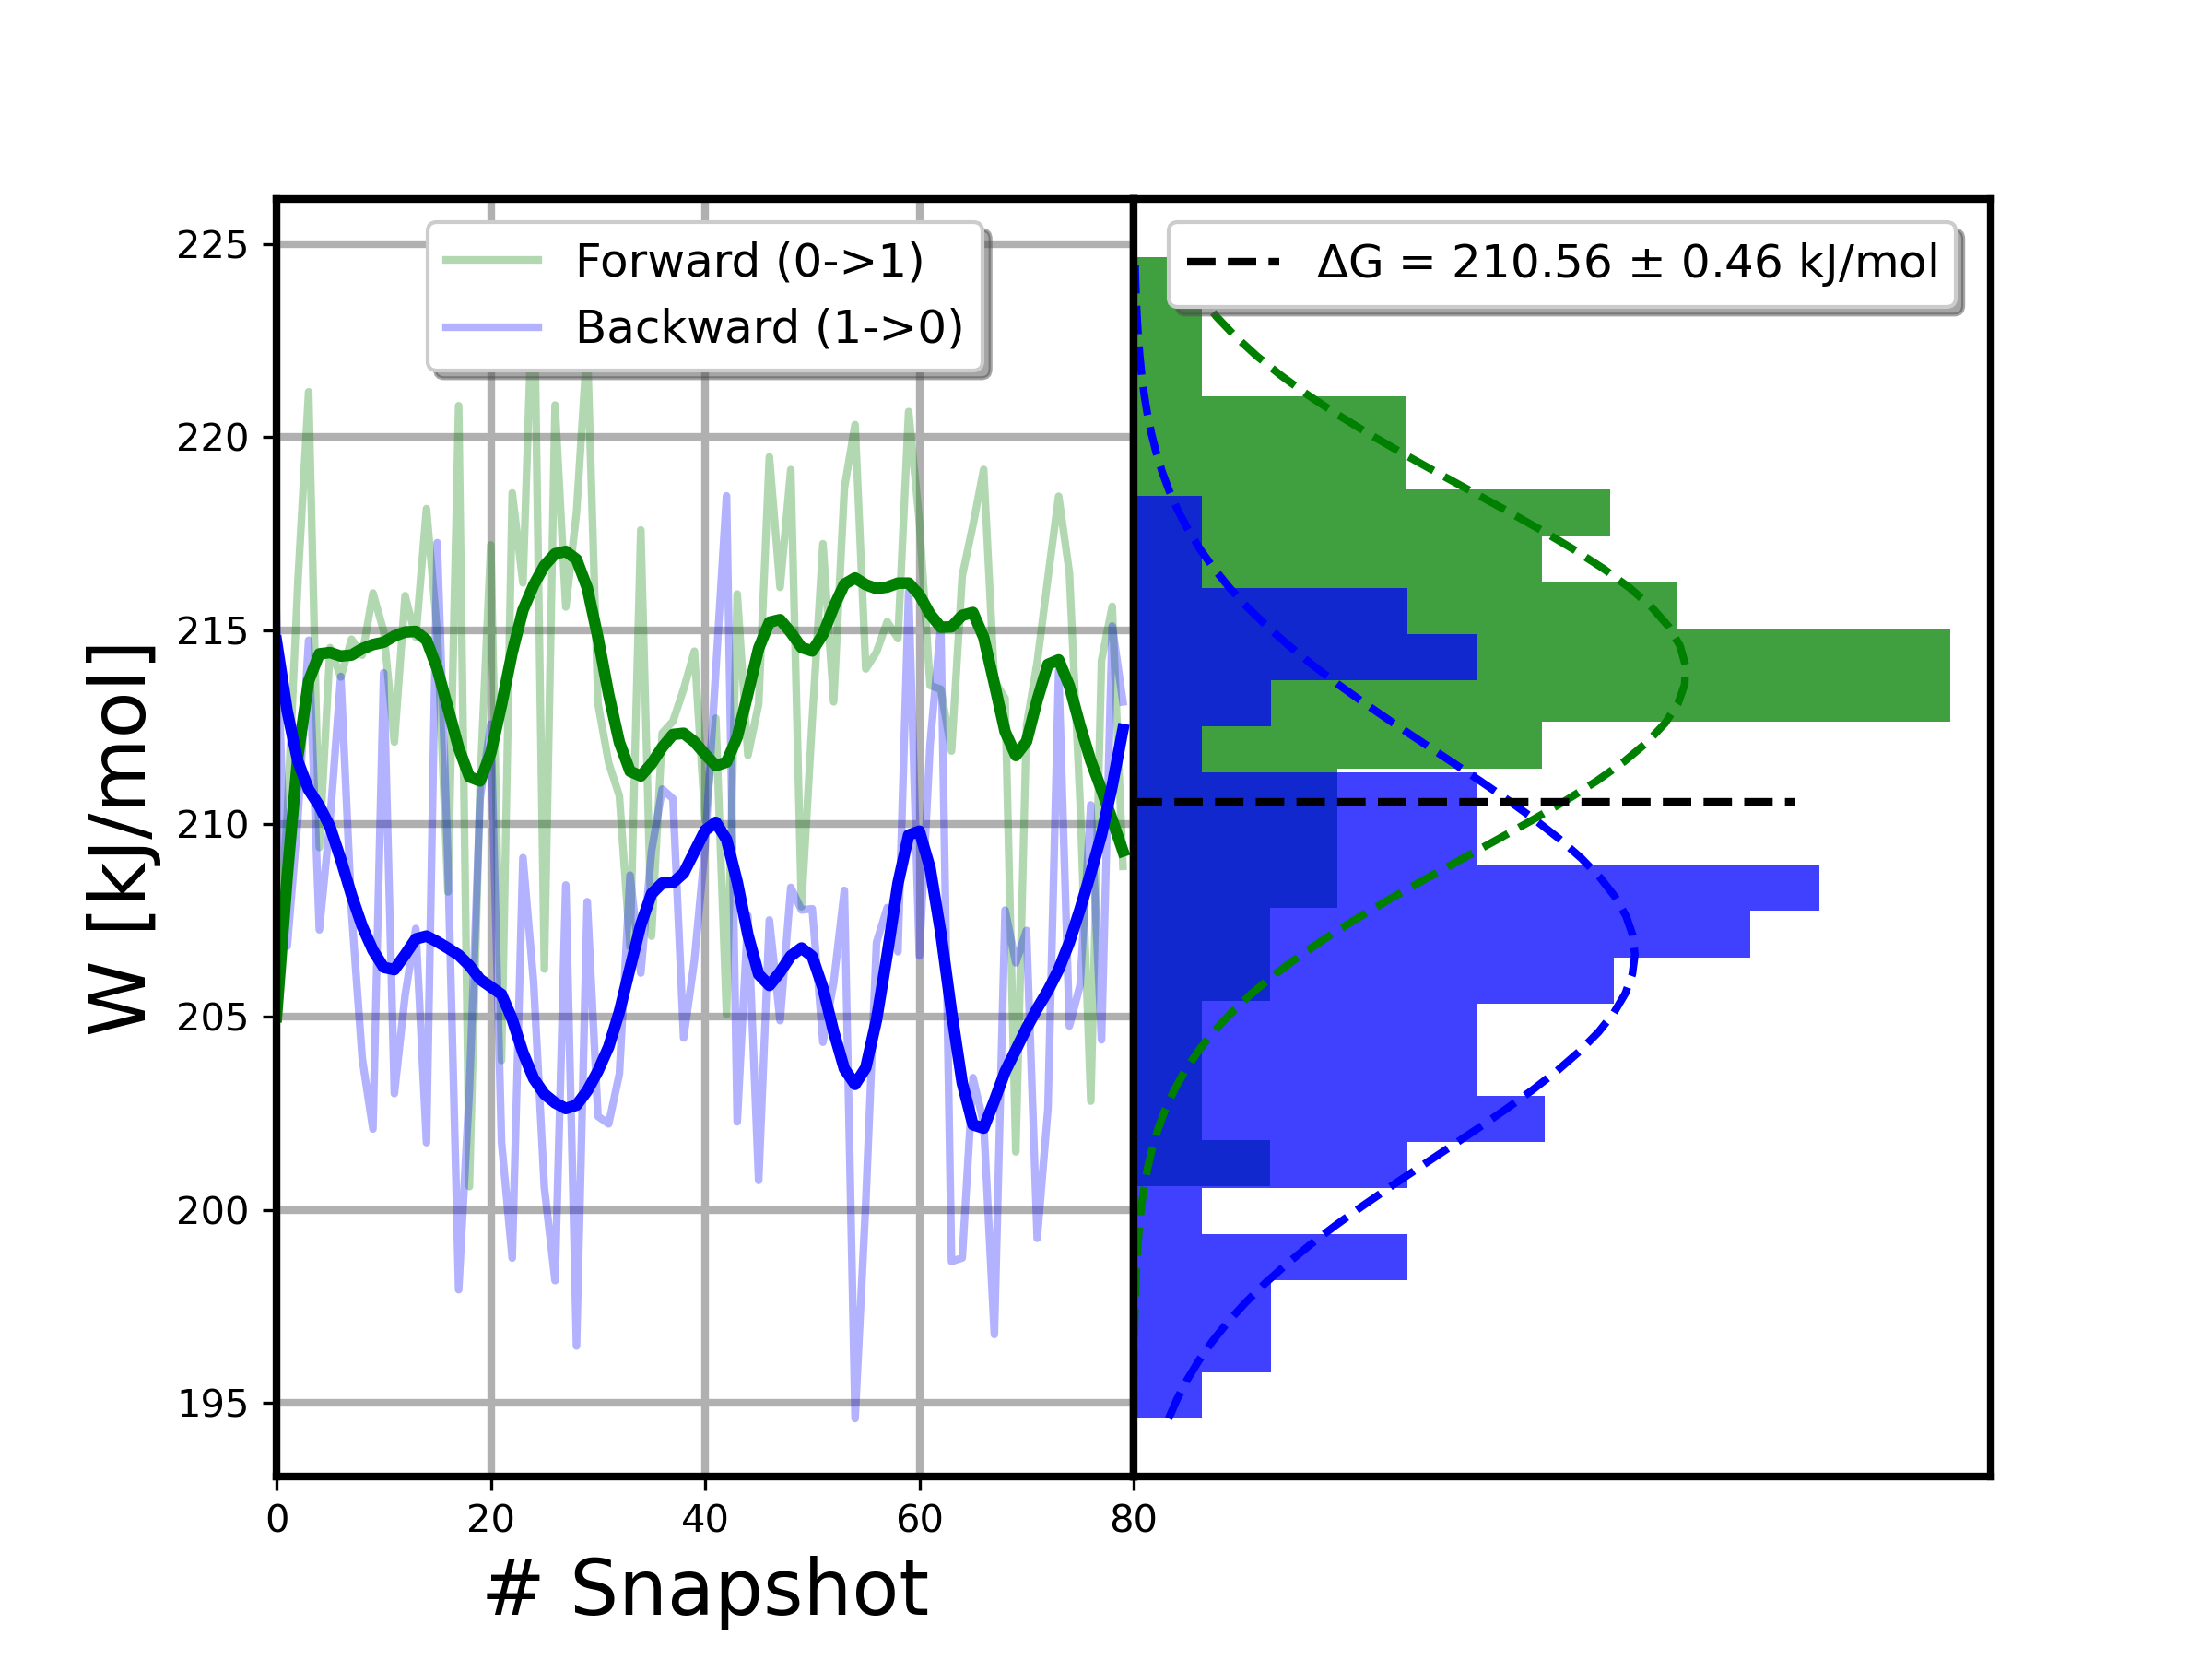 225
220
215
210
205
200
195
W [kJ/mol]
Forward (0->1)
Backward (1->0)
ΔG = 210.56 ± 0.46 kJ/mol
0 20 40 60 80
# Snapshot